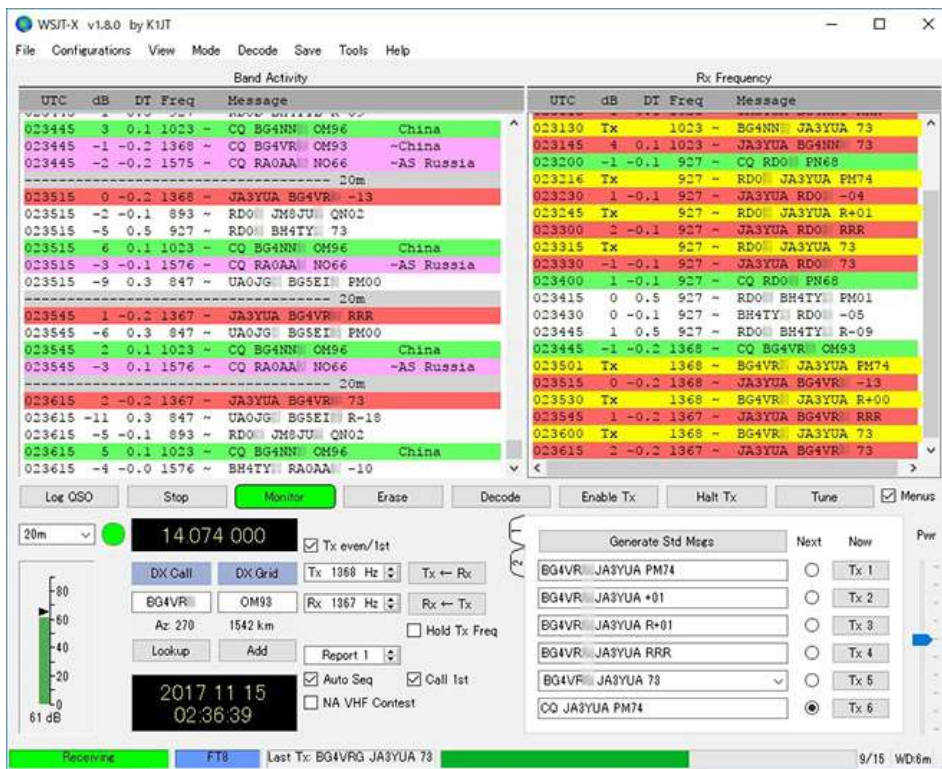 WSJT-X v1.8.0 by K1JT
File Configurations View Mode Decode Save Tools Help
Band Activity
UTC dB DT Freq Message
023445 3 0.1 1023 ~ CQ BG4NN OM96 China
023445 -1 -0.2 1368 ~ CQ BG4VR OM93 ~China
023445 -2 -0.2 1575 ~ CQ RA0AA NO66 ~AS Russia
20m
023515 0 -0.2 1368 ~ JA3YUA BG4VR -13
023515 -2 -0.1 893 ~ RD0 JM8JU QN02
023515 -5 0.5 927 ~ RD0 BH4TY 73
023515 6 0.1 1023 ~ CQ BG4NN OM96 China
023515 -3 -0.1 1576 ~ CQ RA0AA NO66 ~AS Russia
023515 -9 0.3 847 ~ UA0JG BG5EI PM00
20m
023545 1 -0.2 1367 ~ JA3YUA BG4VR RRR
023545 -6 0.3 847 ~ UA0JG BG5EI PM00
023545 2 0.1 1023 ~ CQ BG4NN OM96 China
023545 -3 0.1 1576 ~ CQ RA0AA NO66 ~AS Russia
20m
023615 2 -0.2 1367 ~ JA3YUA BG4VR 73
023615 -11 0.3 847 ~ UA0JG BG5EI R-18
023615 -5 -0.1 893 ~ RD0 JM8JU QN02
023615 5 0.1 1023 ~ CQ BG4NN OM96 China
023615 -4 -0.0 1576 ~ BH4TY RA0AA -10
Rx Frequency
UTC dB DT Freq Message
023130 Tx 1023 ~ BG4NN JA3YUA 73
023145 4 0.1 1023 ~ JA3YUA BG4NN 73
023200 -1 -0.1 927 ~ CQ RD0 PN68
023216 Tx 927 ~ RD0 JA3YUA PM74
023230 1 -0.1 927 ~ JA3YUA RD0 -04
023245 Tx 927 ~ RD0 JA3YUA R+01
023300 2 -0.1 927 ~ JA3YUA RD0 RRR
023315 Tx 927 ~ RD0 JA3YUA 73
023330 -1 -0.1 927 ~ JA3YUA RD0 73
023400 1 -0.1 927 ~ CQ RD0 PN68
023415 0 0.5 927 ~ RD0 BH4TY PM01
023430 0 -0.1 927 ~ BH4TY RD0 -05
023445 1 0.5 927 ~ RD0 BH4TY R-09
023445 -1 -0.2 1368 ~ CQ BG4VR OM93
023501 Tx 1368 ~ BG4VR JA3YUA PM74
023515 0 -0.2 1368 ~ JA3YUA BG4VR -13
023530 Tx 1368 ~ BG4VR JA3YUA R+00
023545 1 -0.2 1367 ~ JA3YUA BG4VR RRR
023600 Tx 1368 ~ BG4VR JA3YUA 73
023615 2 -0.2 1367 ~ JA3YUA BG4VR 73
Log QSO Stop Monitor Erase Decode Enable Tx Halt Tx Tune Menus
20m
14.074 000
Tx even/1st
DX Call DX Grid Tx 1368 Hz Tx ← Rx
BG4VR OM93 Rx 1367 Hz Rx ← Tx
Az: 270 1542 km Hold Tx Freq
Lookup Add Report 1
Auto Seq Call 1st
NA VHF Contest
2017 11 15
02:36:39
80
60
40
20
0
61 dB
1
2
Generate Std Msgs Next Now Pwr
BG4VR JA3YUA PM74 Tx 1
BG4VR JA3YUA +01 Tx 2
BG4VR JA3YUA R+01 Tx 3
BG4VR JA3YUA RRR Tx 4
BG4VR JA3YUA 73 Tx 5
CQ JA3YUA PM74 Tx 6
Receiving FT8 Last Tx: BG4VRG JA3YUA 73 9/15 WD:6m